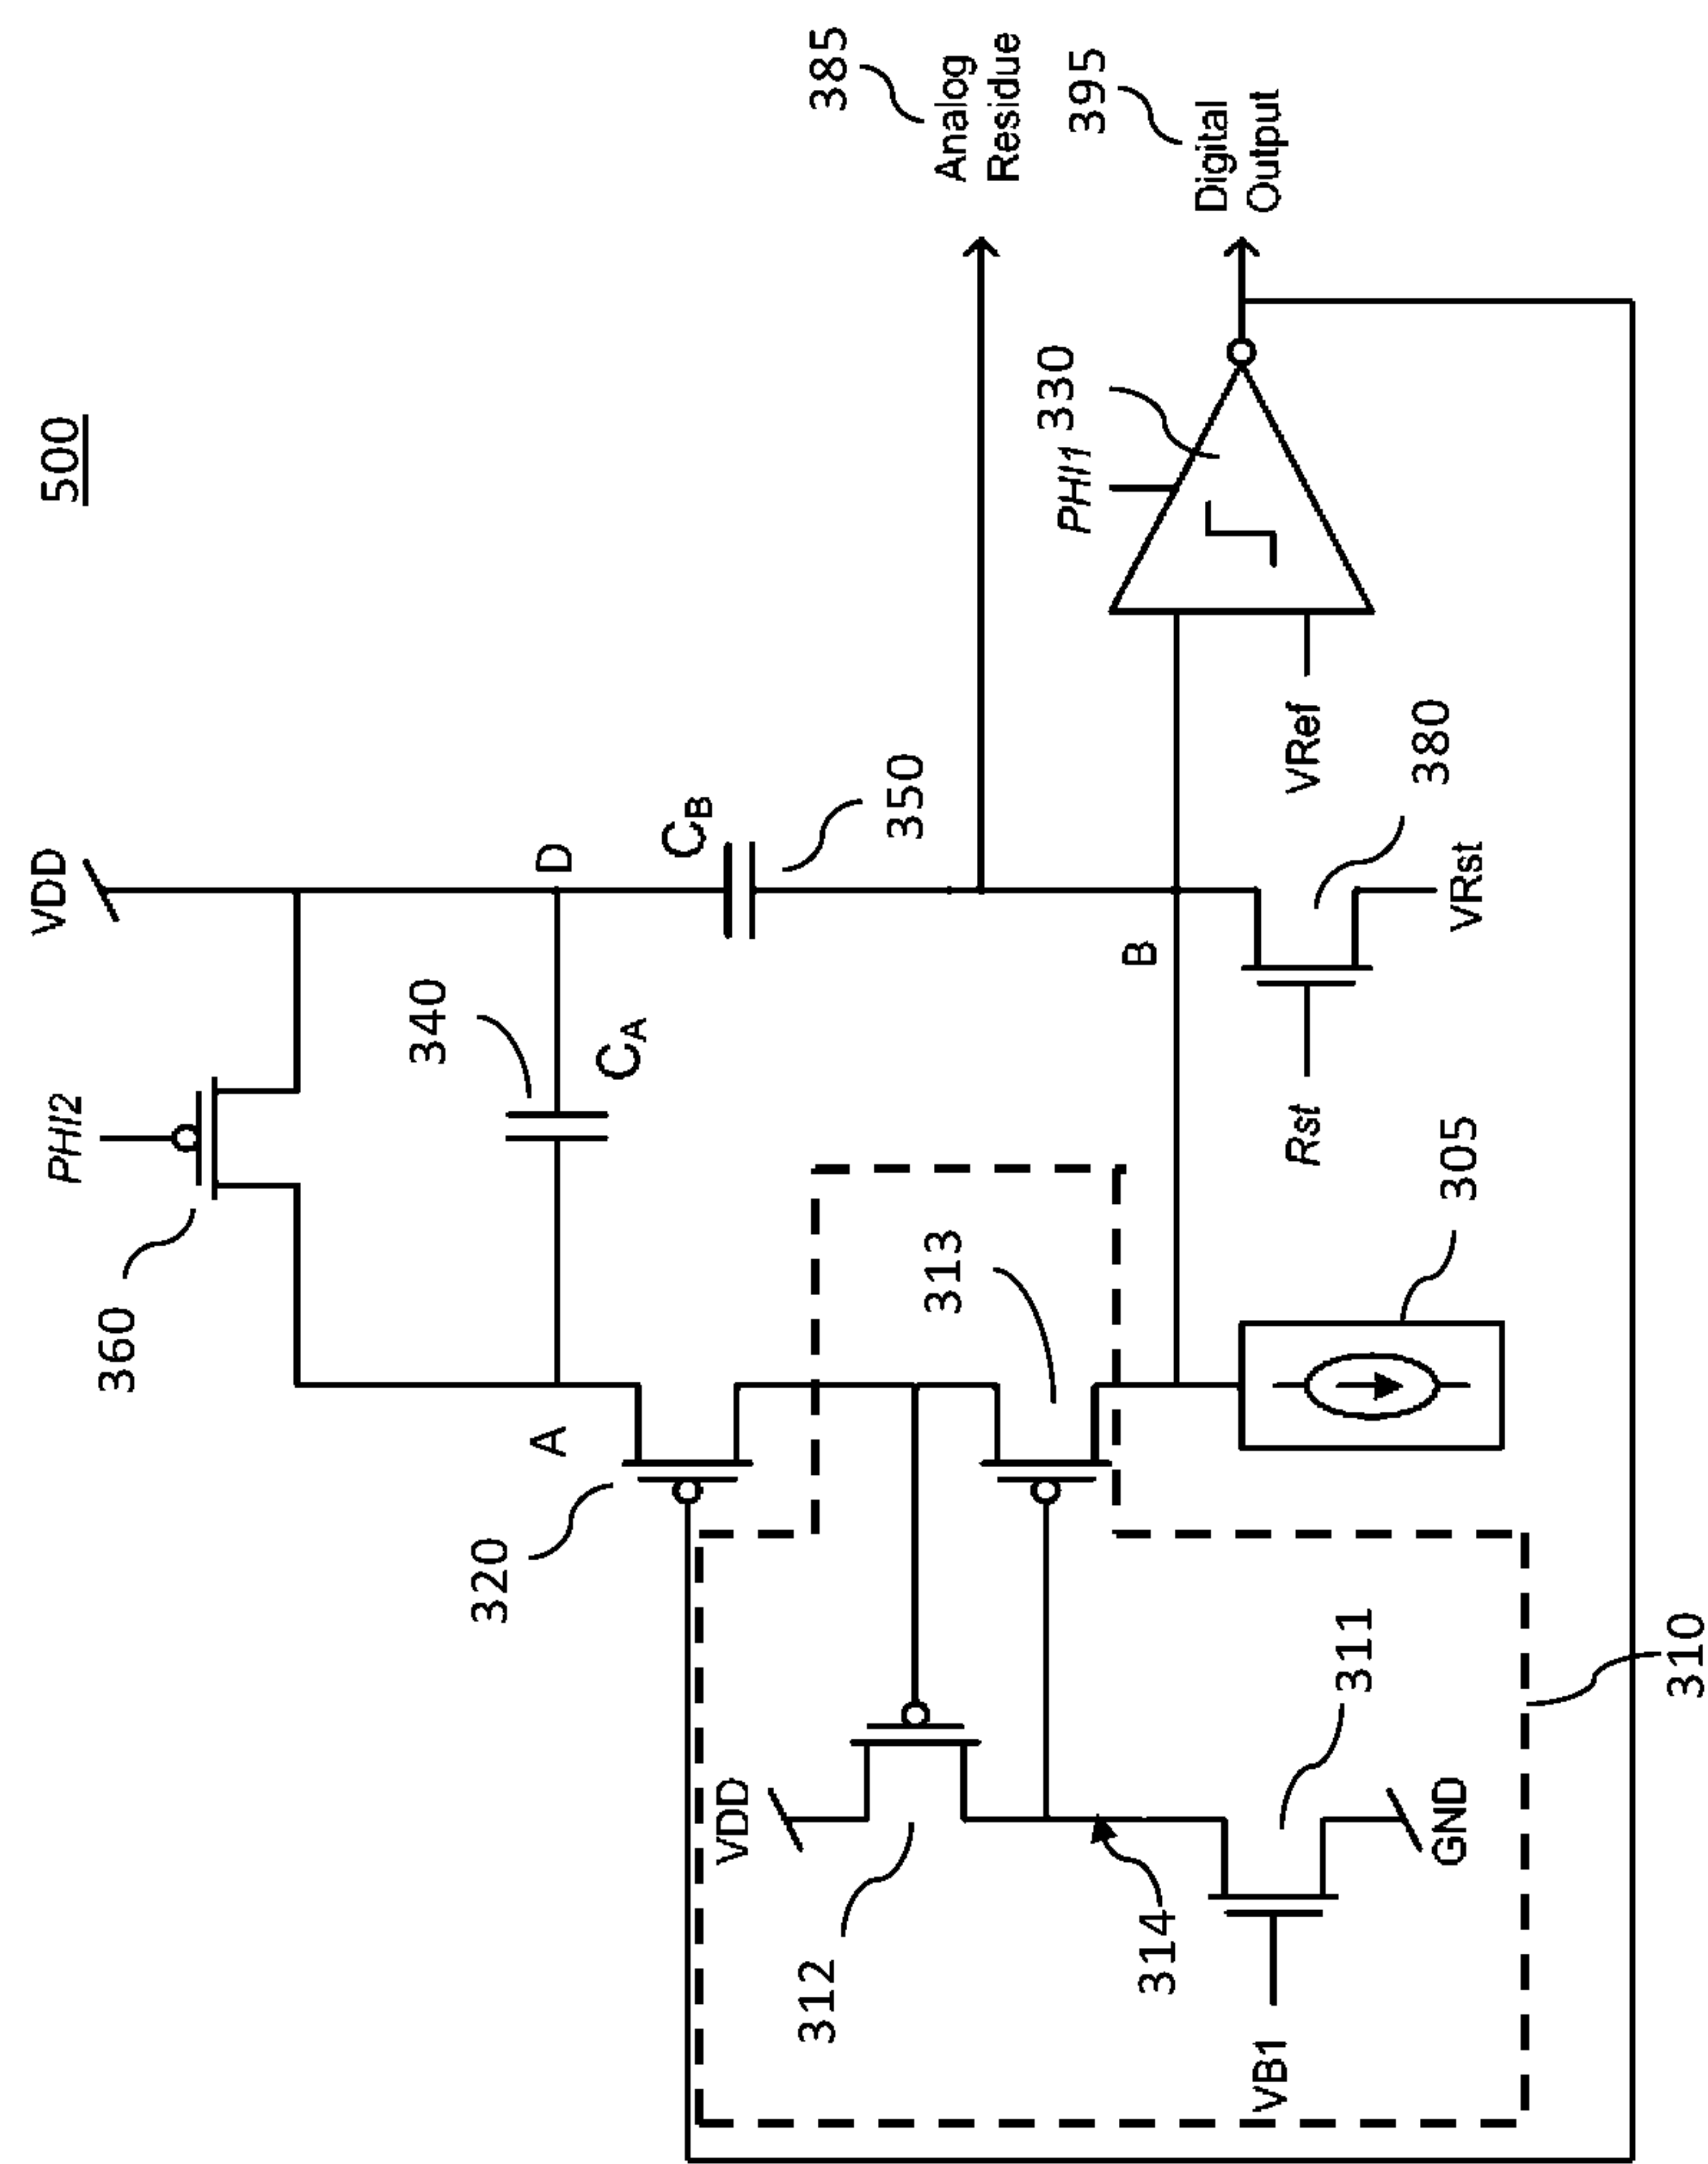 500
VDD
PHI2
360
340
CA
D
CB
350
385
Analog
Residue
395
Digital
Output
PHI1
330
A
320
313
B
VRef
380
Rst
VRst
305
VDD
312
314
311
VB1
GND
310